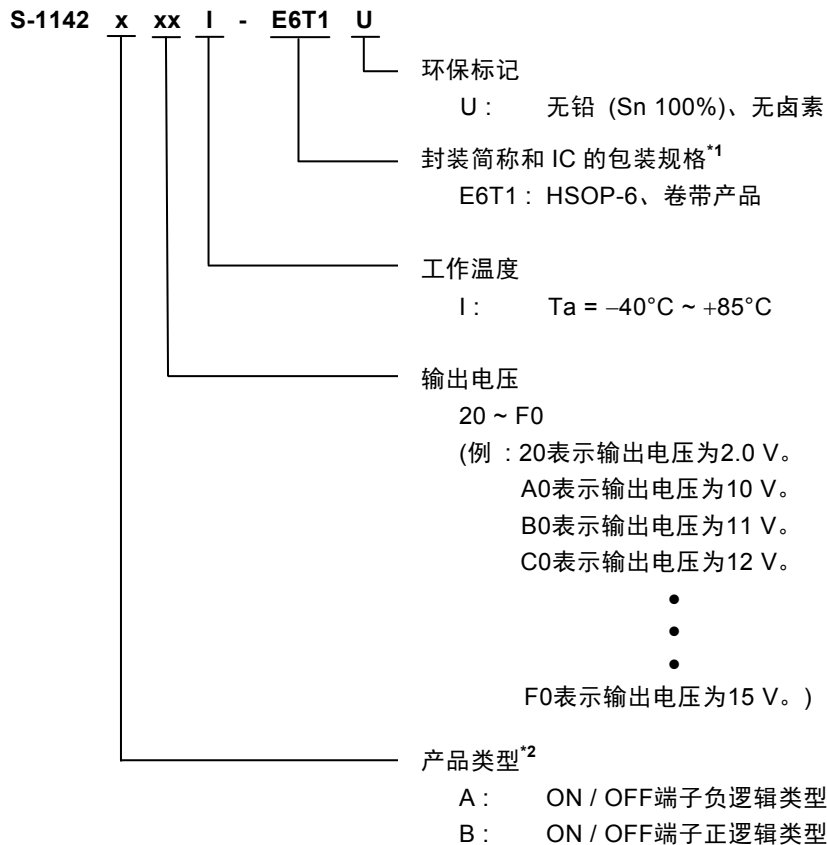 S-1142 x xx I - E6T1 U
环保标记
U : 无铅 (Sn 100%)、无卤素
封装简称和 IC 的包装规格*1
E6T1 : HSOP-6、卷带产品
工作温度
I : Ta = −40°C ~ +85°C
输出电压
20 ~ F0
(例 : 20表示输出电压为2.0 V。
A0表示输出电压为10 V。
B0表示输出电压为11 V。
C0表示输出电压为12 V。
•
•
•
F0表示输出电压为15 V。)
产品类型*2
A : ON / OFF端子负逻辑类型
B : ON / OFF端子正逻辑类型